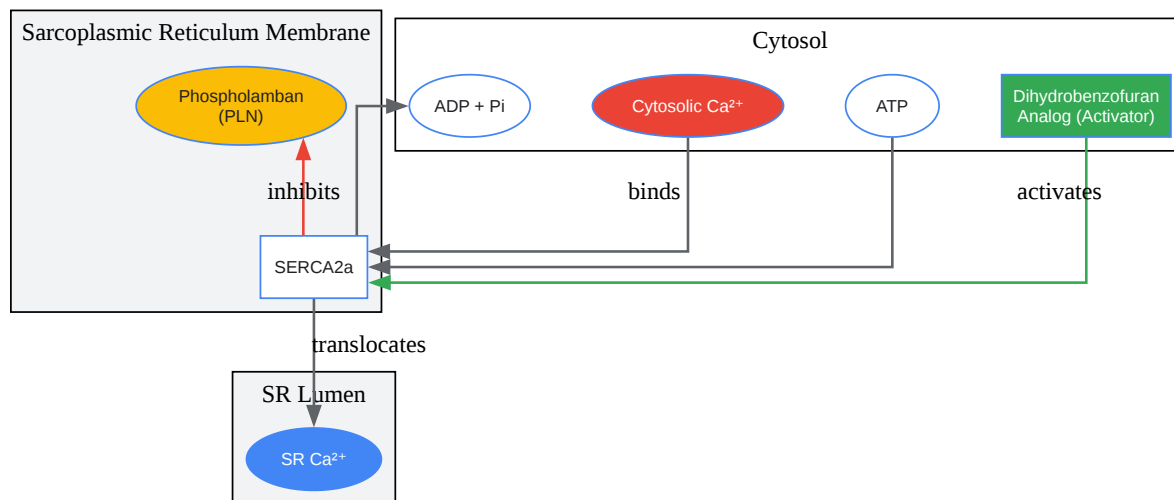 Sarcoplasmic Reticulum Membrane
Cytosol
Phospholamban
(PLN)
ADP + Pi
Cytosolic Ca²⁺
ATP
Dihydrobenzofuran
Analog (Activator)
inhibits
binds
activates
SERCA2a
translocates
SR Lumen
SR Ca²⁺